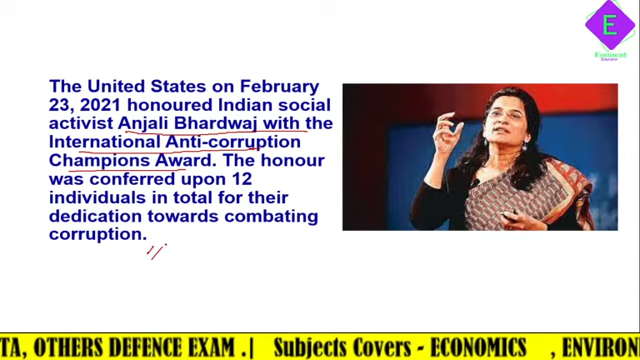 E
Eminent
Educator
The United States on February
23, 2021 honoured Indian social
activist Anjali Bhardwaj with the
International Anti-corruption
Champions Award. The honour
was conferred upon 12
individuals in total for their
dedication towards combating
corruption.
TA, OTHERS DEFENCE EXAM .| Subjects Covers - ECONOMICS , ENVIRON